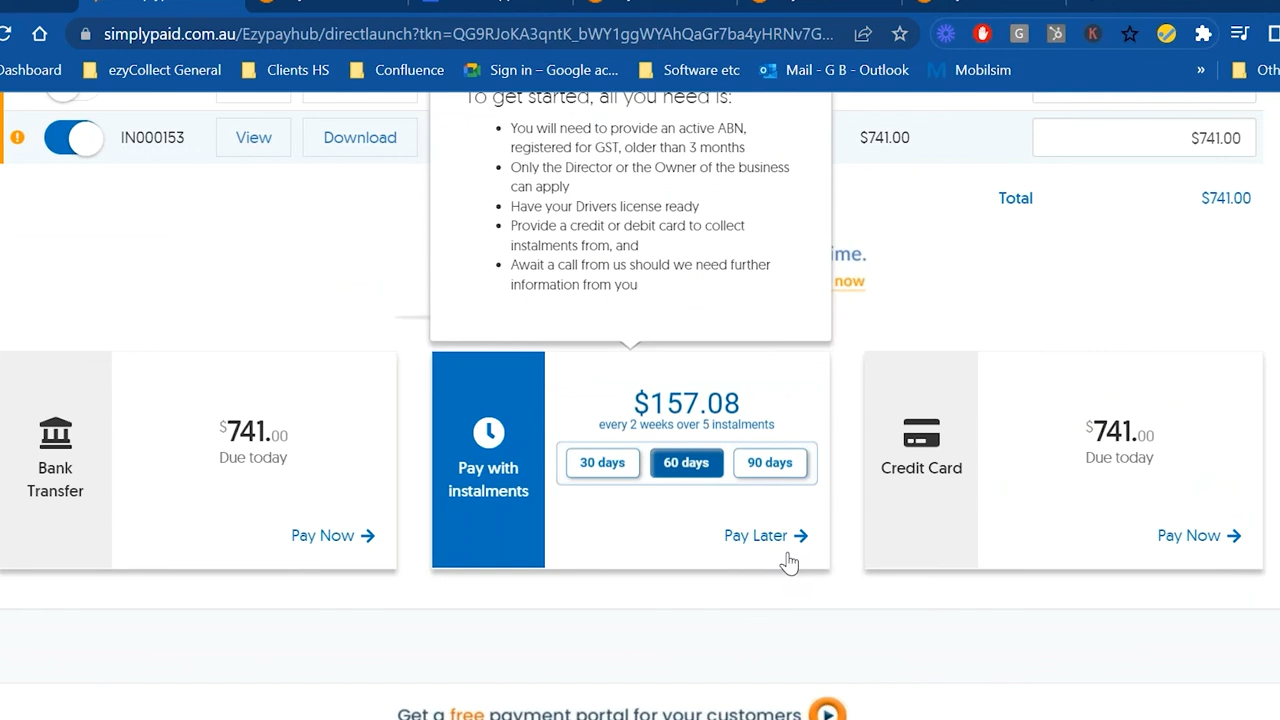 simplypaid.com.au/Ezypayhub/directlaunch?tkn=QG9RJoKA3qntK_bWY1ggWYAhQaGr7ba4yHRNv7G...
Dashboard
ezyCollect General
Clients HS
Confluence
Sign in – Google ac...
Software etc
Mail - G B - Outlook
Mobilsim
»
Oth
To get started, all you need is:
• You will need to provide an active ABN,
registered for GST, older than 3 months
• Only the Director or the Owner of the business
can apply
• Have your Drivers license ready
• Provide a credit or debit card to collect
instalments from, and
• Await a call from us should we need further
information from you
IN000153
View
Download
$741.00
$741.00
Total
$741.00
ime.
now
Bank
Transfer
$741.00
Due today
Pay Now →
Pay with
instalments
$157.08
every 2 weeks over 5 instalments
30 days
60 days
90 days
Pay Later →
Credit Card
$741.00
Due today
Pay Now →
Get a free payment portal for your customers